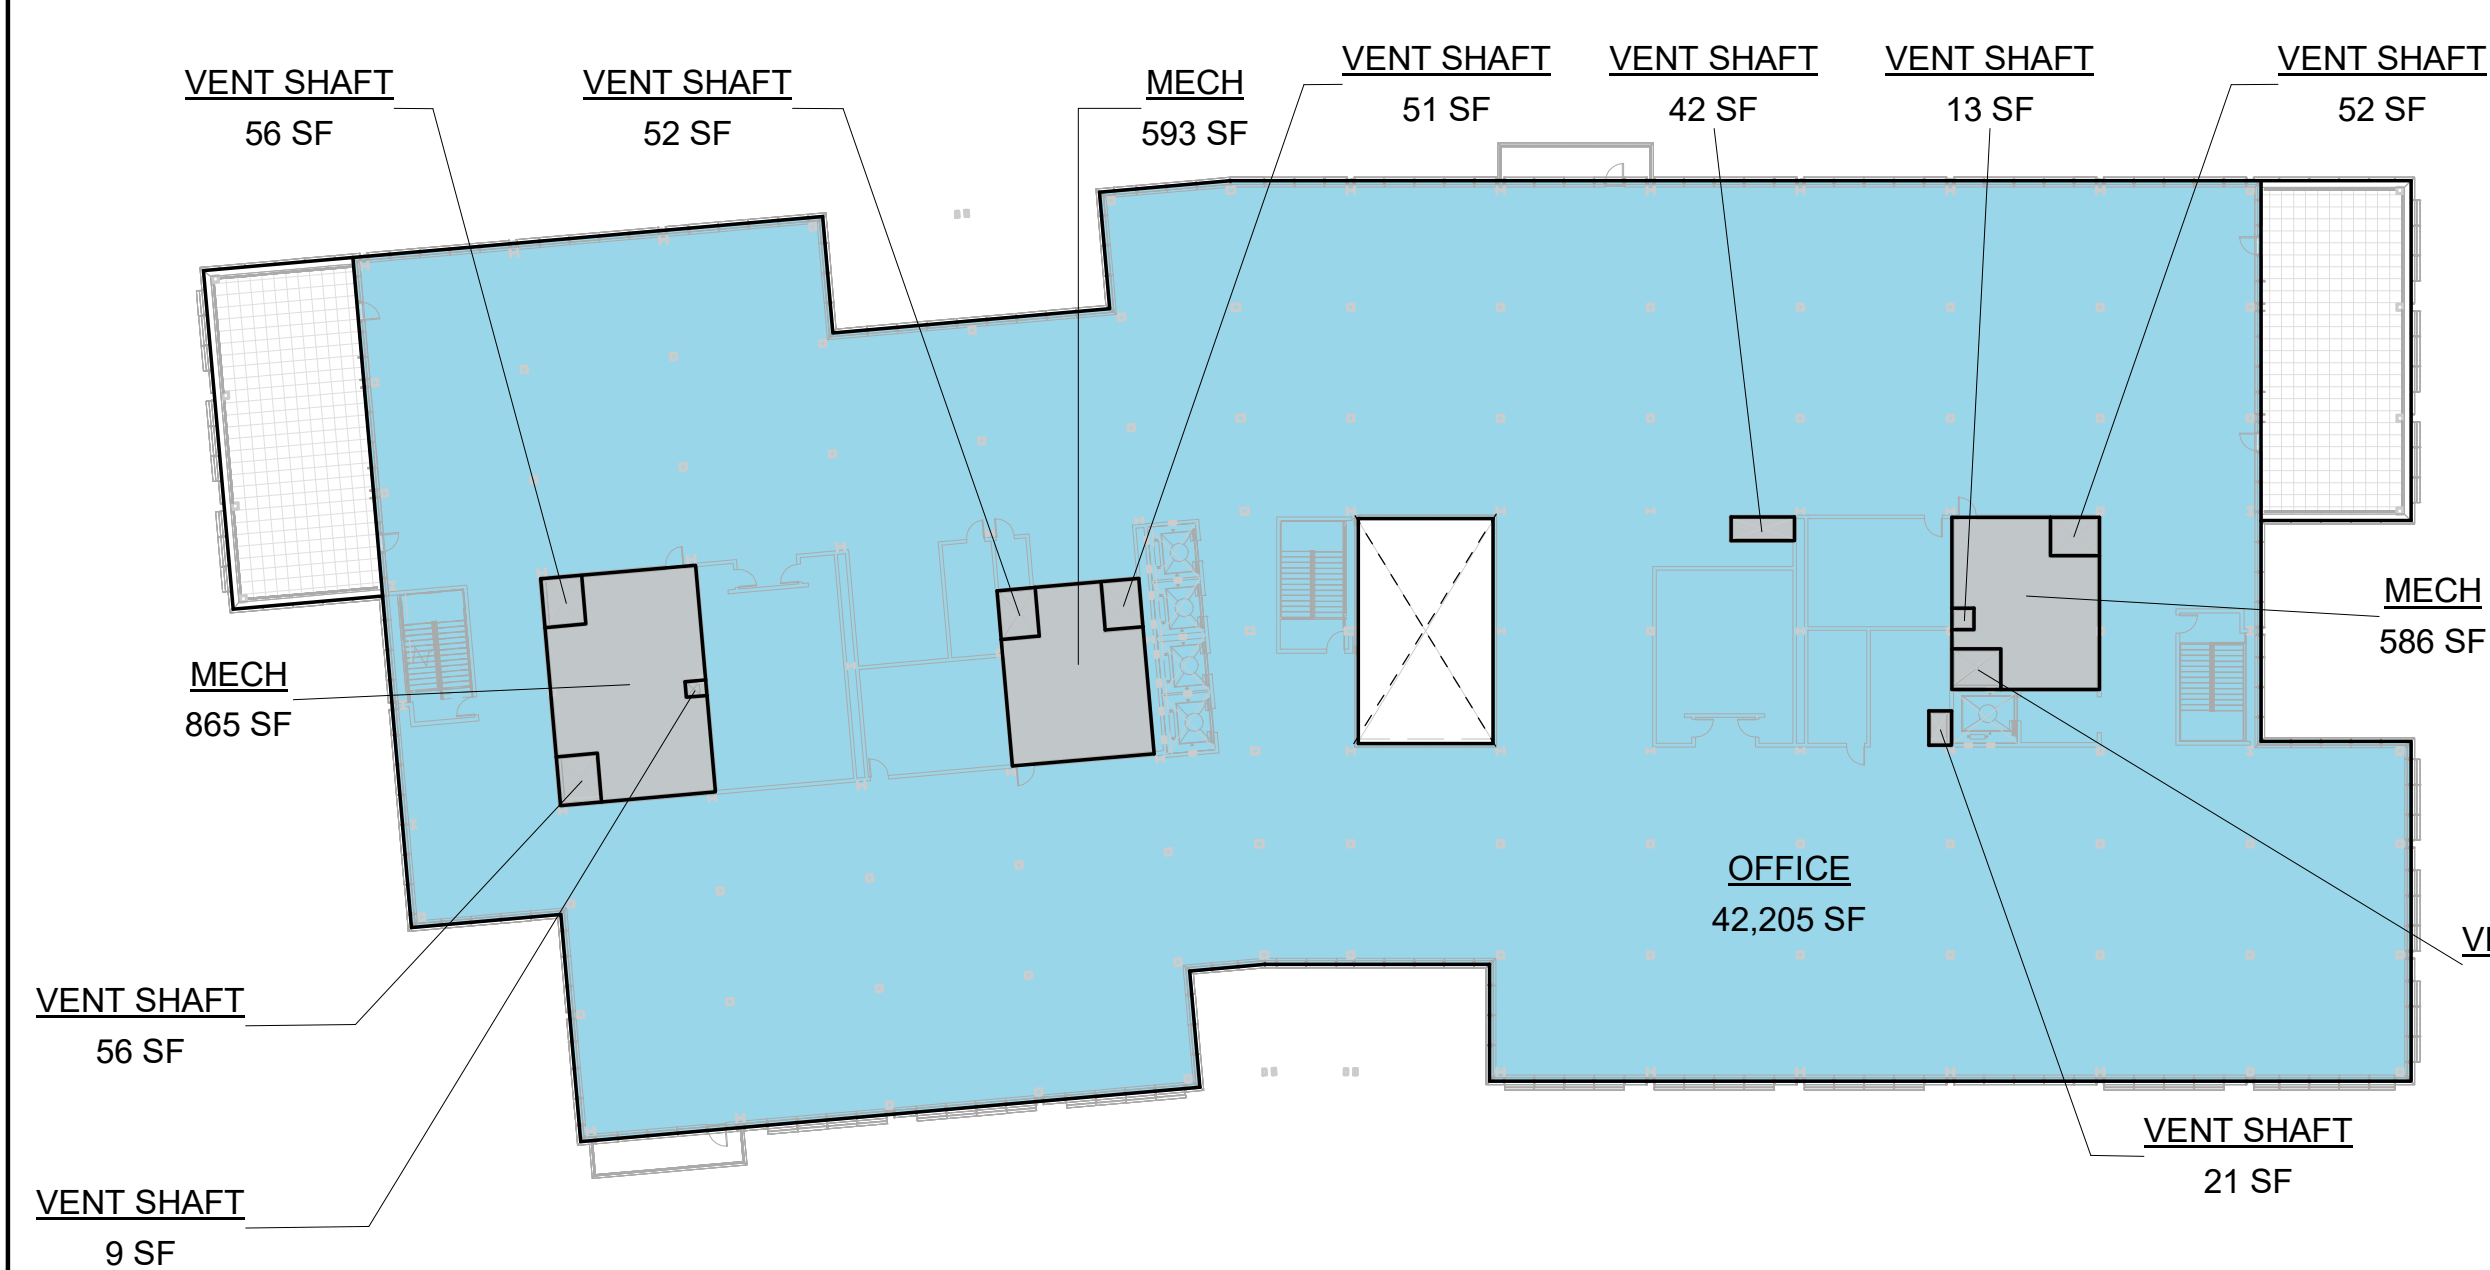 VENT SHAFT
56 SF
VENT SHAFT
52 SF
MECH
593 SF
VENT SHAFT
51 SF
VENT SHAFT
42 SF
VENT SHAFT
13 SF
VENT SHAFT
52 SF
MECH
586 SF
MECH
865 SF
OFFICE
42,205 SF
VENT SHAFT
56 SF
VENT SHAFT
21 SF
VENT SHAFT
9 SF